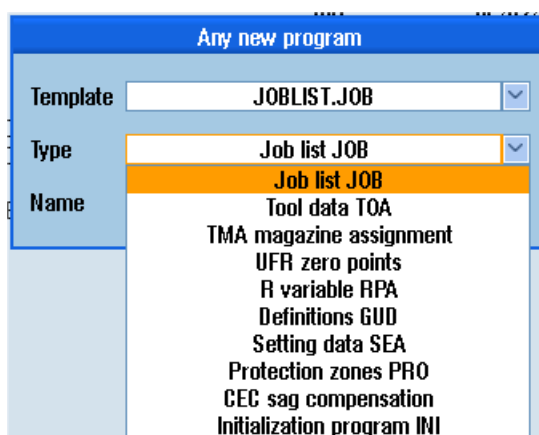 Any new program
Template JOBLIST.JOB
Type Job list JOB
Job list JOB
Name Tool data TOA
TMA magazine assignment
UFR zero points
R variable RPA
Definitions GUD
Setting data SEA
Protection zones PRO
CEC sag compensation
Initialization program INI